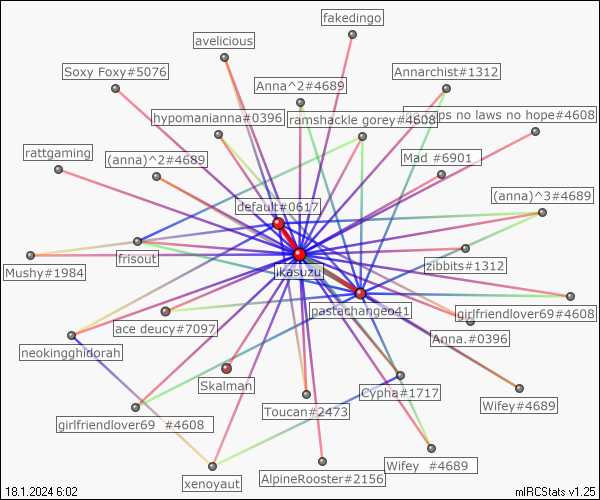 fakedingo
avelicious
Soxy Foxy#5076
Annarchist#1312
Anna^2#4689
hypomanianna#0396
ramshackle gorey#4608
no laws no hope#4608
rattgaming
(anna)^2#4689
Mad #6901
(anna)^3#4689
default#0617
frisout
jikasuzu
zibbits#1312
Mushy#1984
pastachangeo41
girlfriendlover69#4608
ace deucy#7097
Anna.#0396
neokingghidorah
Skalman
Cypha#1717
Toucan#2473
Wifey#4689
girlfriendlover69 #4608
Wifey #4689
xenoyaut
AlpineRooster#2156
18.1.2024 6:02
mIRCStats v1.25